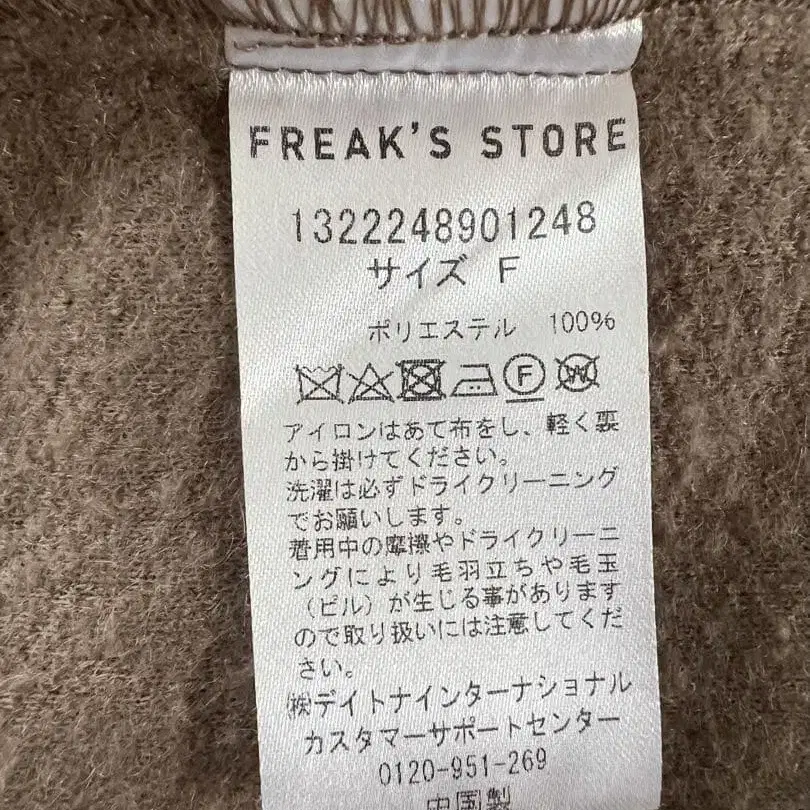 FREAK'S STORE
1322248901248
サイズ F
ポリエステル 100%
F W
アイロンはあて布をし、軽く裏
から掛けてください。
洗濯は必ずドライクリーニング
でお願いします。
着用中の摩擦やドライクリーニ
ングにより毛羽立ちや毛玉
（ピル）が生じる事があります
ので取り扱いには注意してくだ
さい。
㈱デイトナインターナショナル
カスタマーサポートセンター
0120-951-269
中国製